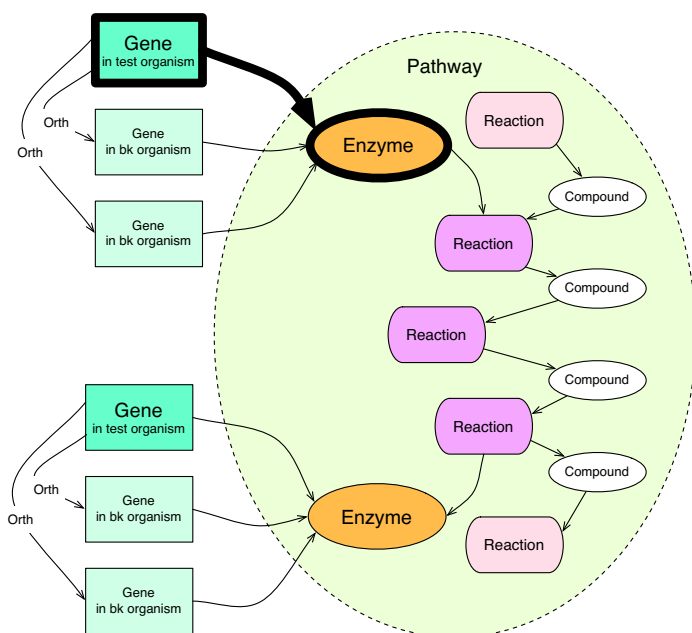 Gene
in test organism
Pathway
Orth
Orth
Gene
in bk organism
Enzyme
Reaction
Compound
Gene
in bk organism
Reaction
Compound
Reaction
Compound
Gene
in test organism
Reaction
Compound
Orth
Orth
Gene
in bk organism
Enzyme
Reaction
Gene
in bk organism